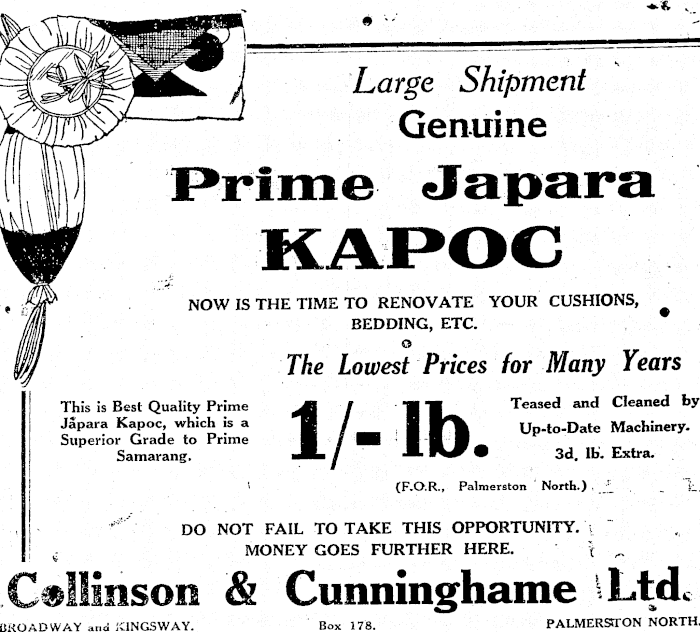 Large Shipment
Genuine
Prime Japara
KAPOC
NOW IS THE TIME TO RENOVATE YOUR CUSHIONS,
BEDDING, ETC.
The Lowest Prices for Many Years
This is Best Quality Prime
Japara Kapoc, which is a
Superior Grade to Prime
Samarang.
1/- lb.
Teased and Cleaned by
Up-to-Date Machinery.
3d. lb. Extra.
(F.O.R., Palmerston North.)
DO NOT FAIL TO TAKE THIS OPPORTUNITY.
MONEY GOES FURTHER HERE.
Collinson & Cunninghame Ltd.
BROADWAY and KINGSWAY. Box 178. PALMERSTON NORTH.